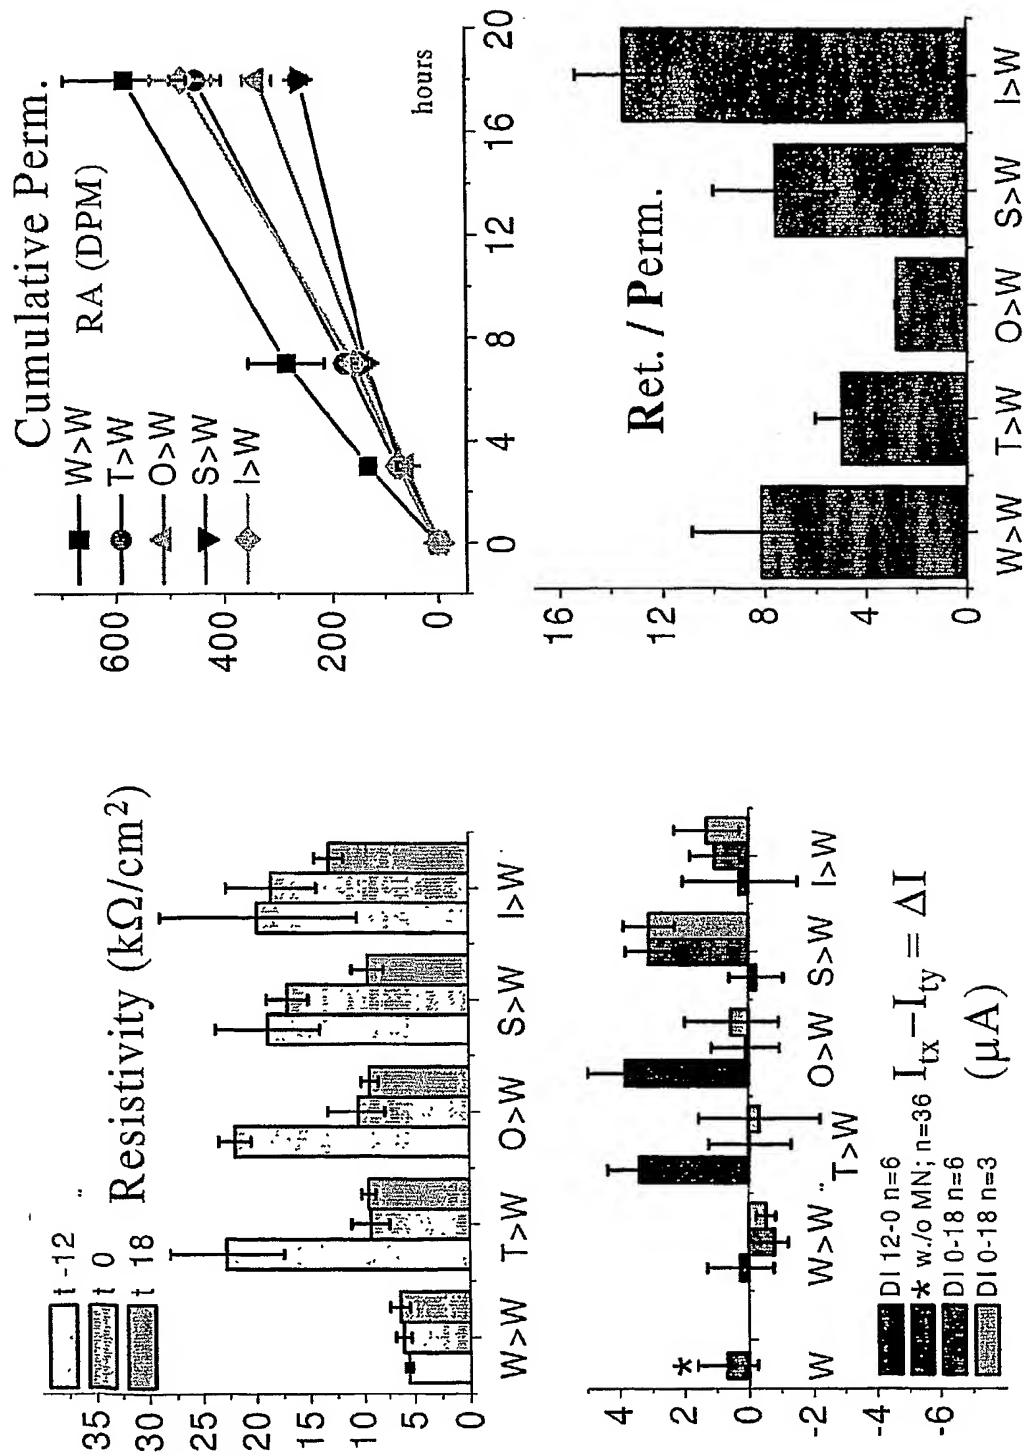 Resistivity (kΩ/cm²)
t -12
t 0
t 18
35
30
25
20
15
10
5
0
W>W
T>W
O>W
S>W
I>W
Cumulative Perm.
RA (DPM)
W>W
T>W
O>W
S>W
I>W
600
400
200
0
0
4
8
12
16
20
hours
4
2
0
-2
-4
-6
*
W
W>W
T>W
O>W
S>W
I>W
DI 12-0 n=6
* w./o MN; n=36
DI 0-18 n=6
DI 0-18 n=3
Itx-Ity = ΔI
(μA)
Ret. / Perm.
16
12
8
4
0
W>W
T>W
O>W
S>W
I>W